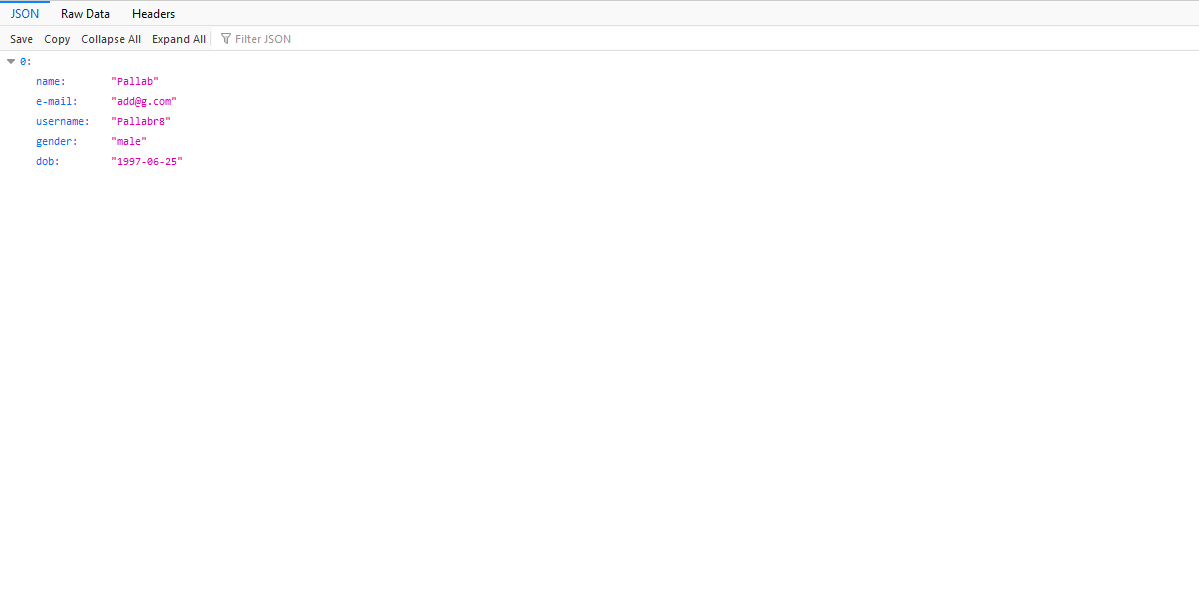 JSON Raw Data Headers
Save Copy Collapse All Expand All Filter JSON
0:
name: "Pallab"
e-mail: "add@g.com"
username: "Pallabr8"
gender: "male"
dob: "1997-06-25"